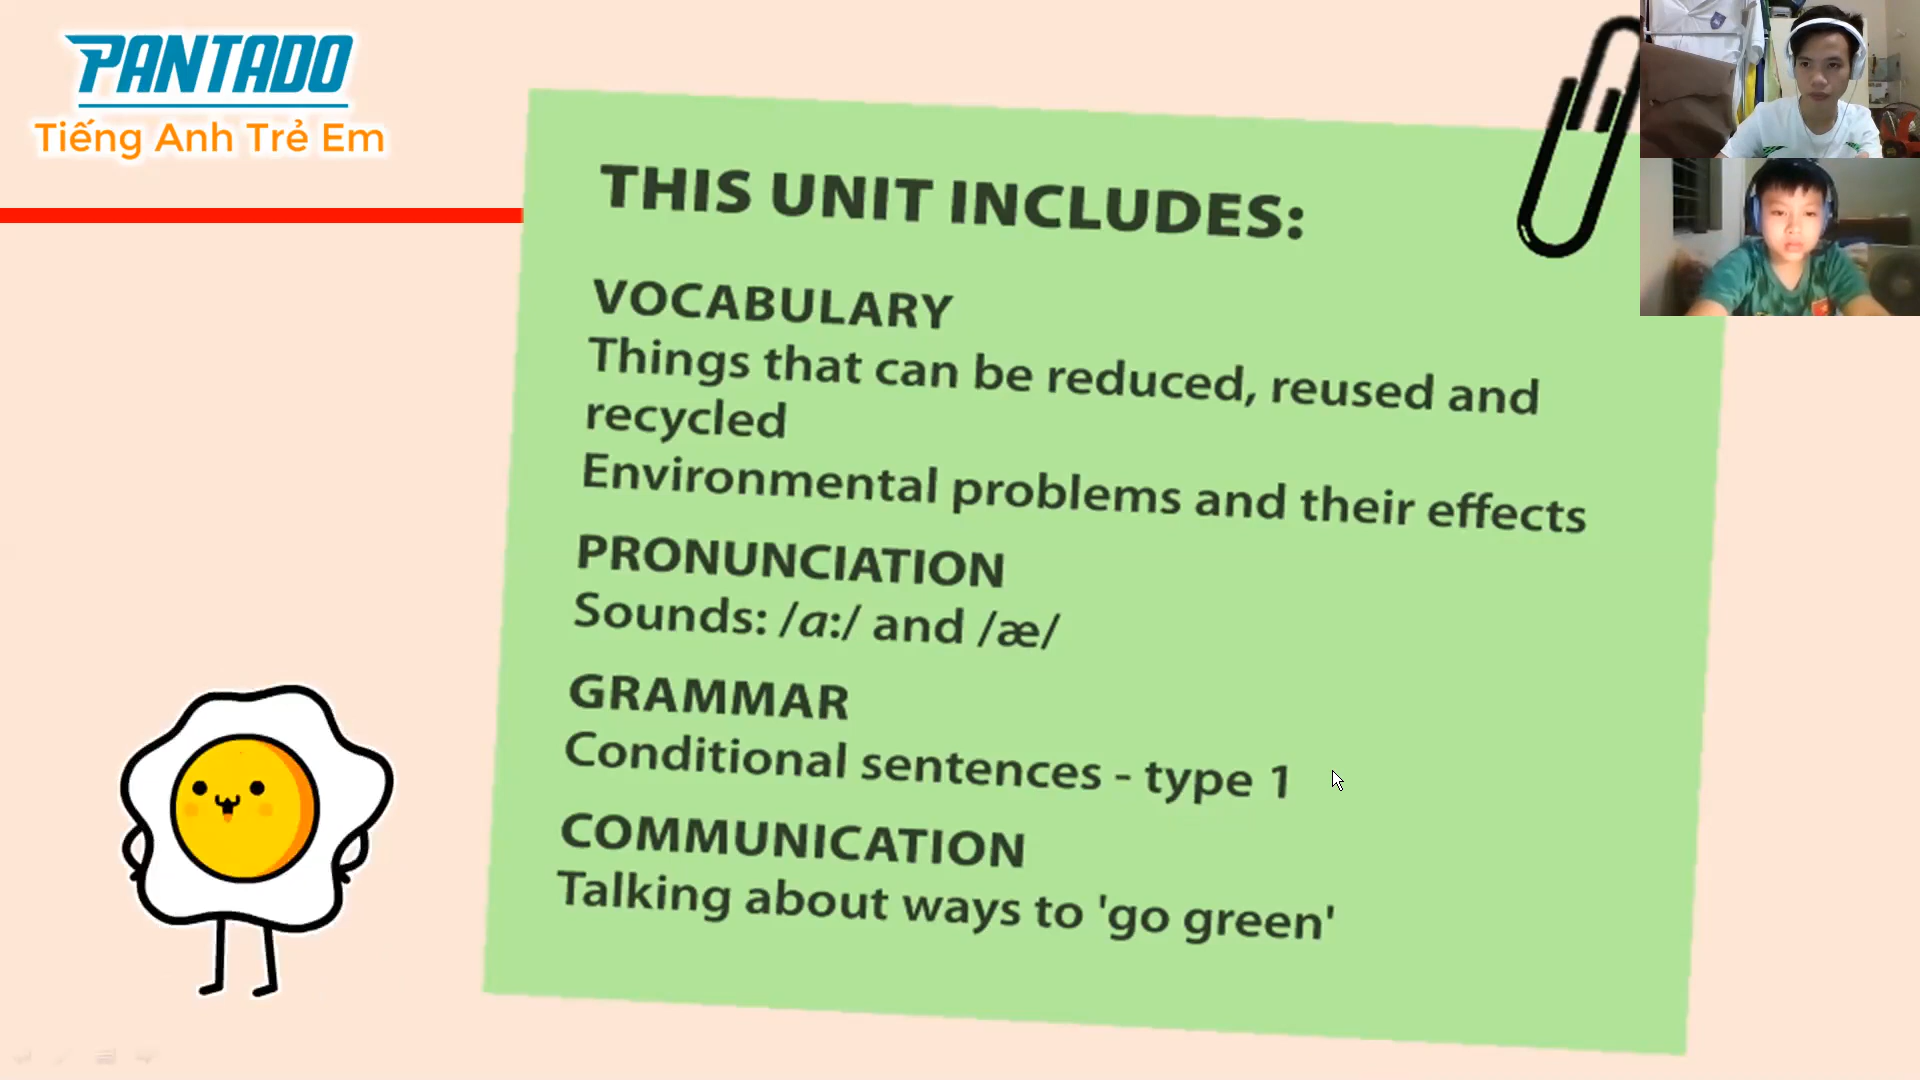 PANTADO
Tiếng Anh Trẻ Em
THIS UNIT INCLUDES:
VOCABULARY
Things that can be reduced, reused and
recycled
Environmental problems and their effects
PRONUNCIATION
Sounds: /ɑ:/ and /æ/
GRAMMAR
Conditional sentences - type 1
COMMUNICATION
Talking about ways to 'go green'